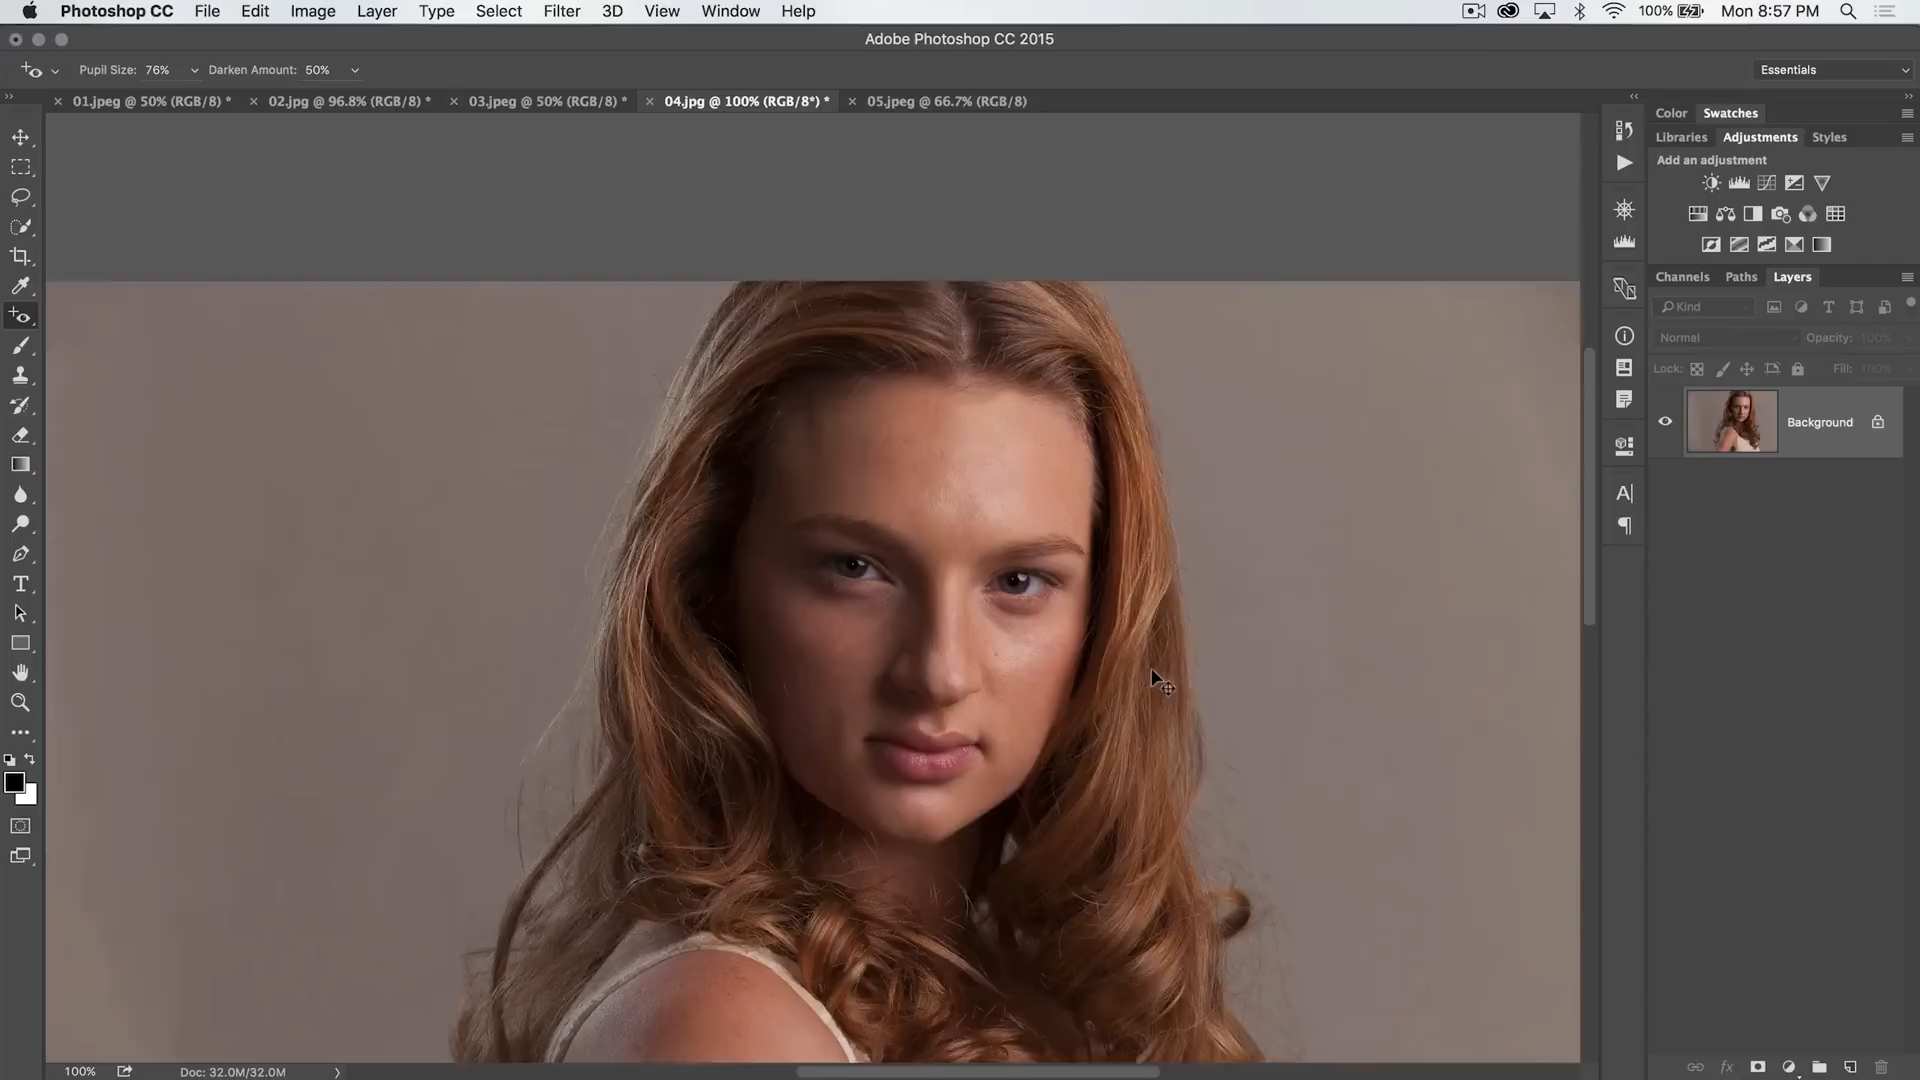 Photoshop CC File Edit Image Layer Type Select Filter 3D View Window Help 100% Mon 8:57 PM
Adobe Photoshop CC 2015
Pupil Size: 76% Darken Amount: 50% Essentials
01.jpeg @ 50% (RGB/8) * 02.jpg @ 96.8% (RGB/8) * 03.jpeg @ 50% (RGB/8) * 04.jpg @ 100% (RGB/8*) * 05.jpeg @ 66.7% (RGB/8)
Color Swatches
Libraries Adjustments Styles
Add an adjustment
Channels Paths Layers
Kind
Normal Opacity: 100%
Lock: Fill: 100%
Background
100% Doc: 32.0M/32.0M